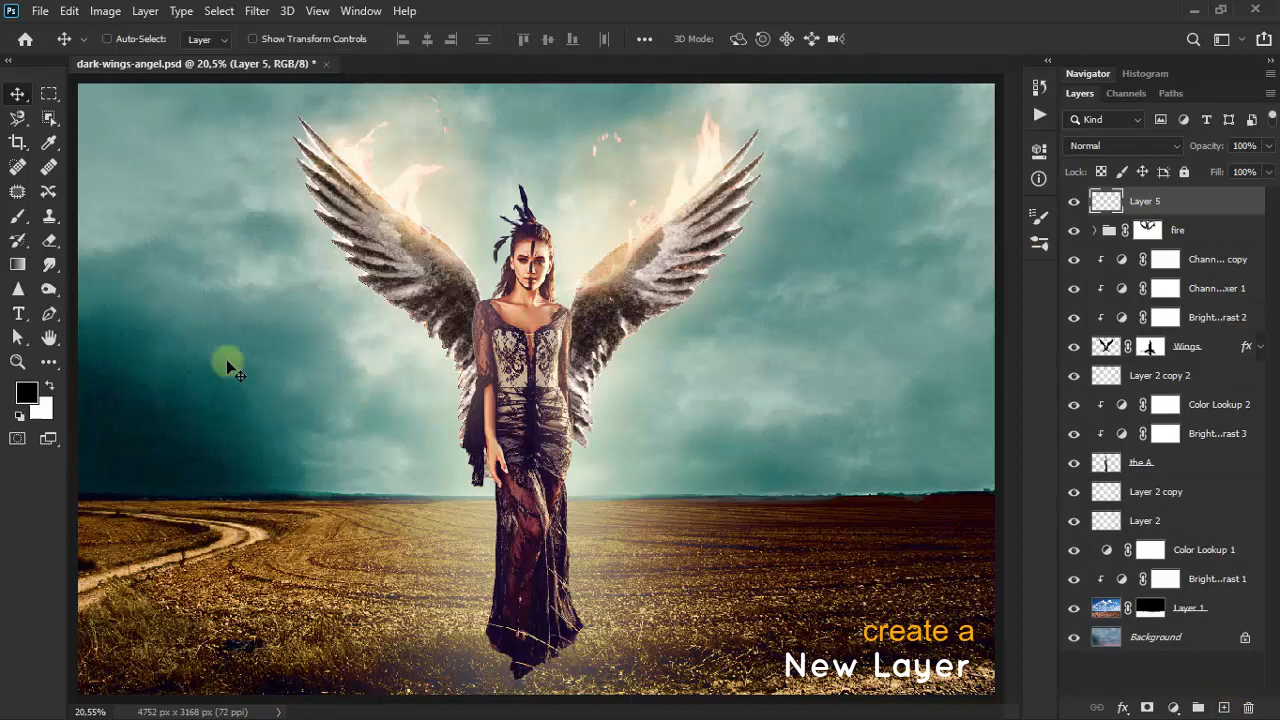 File Edit Image Layer Type Select Filter 3D View Window Help
Auto-Select: Layer Show Transform Controls 3D Mode:
dark-wings-angel.psd @ 20,5% (Layer 5, RGB/8) *
Navigator Histogram
Layers Channels Paths
Kind
Normal Opacity: 100%
Lock: Fill: 100%
Layer 5
fire
Chann... copy
Chann...xer 1
Bright...rast 2
Wings fx
Layer 2 copy 2
Color Lookup 2
Bright...rast 3
the A
Layer 2 copy
Layer 2
Color Lookup 1
Bright...rast 1
Layer 1
Background
create a
New Layer
20,55% 4752 px x 3168 px (72 ppi)